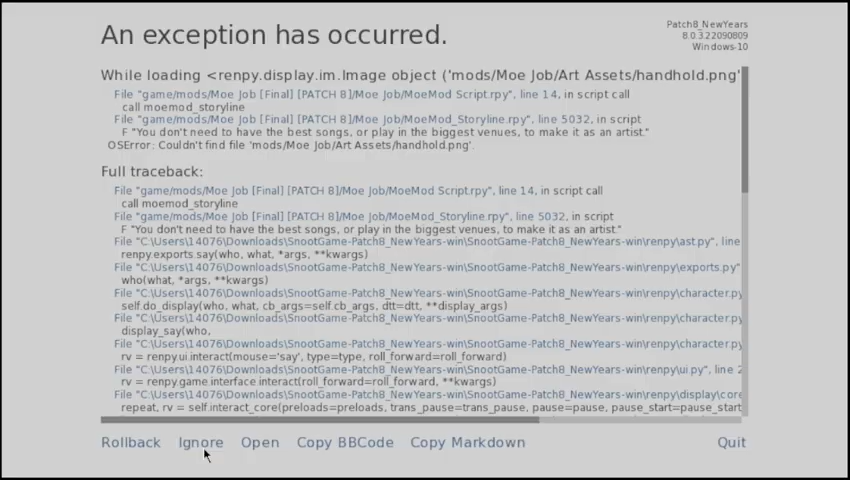 An exception has occurred.
Patch8_NewYears
8.0.3.22090809
Windows-10
While loading <renpy.display.im.Image object ('mods/Moe Job/Art Assets/handhold.png'
File "game/mods/Moe Job [Final] [PATCH 8]/Moe Job/MoeMod Script.rpy", line 14, in script call
call moemod_storyline
File "game/mods/Moe Job [Final] [PATCH 8]/Moe Job/MoeMod_Storyline.rpy", line 5032, in script
F "You don't need to have the best songs, or play in the biggest venues, to make it as an artist."
OSError: Couldn't find file 'mods/Moe Job/Art Assets/handhold.png'.
Full traceback:
File "game/mods/Moe Job [Final] [PATCH 8]/Moe Job/MoeMod Script.rpy", line 14, in script call
call moemod_storyline
File "game/mods/Moe Job [Final] [PATCH 8]/Moe Job/MoeMod_Storyline.rpy", line 5032, in script
F "You don't need to have the best songs, or play in the biggest venues, to make it as an artist."
File "C:\Users\14076\Downloads\SnootGame-Patch8_NewYears-win\SnootGame-Patch8_NewYears-win\renpy\ast.py", line
renpy.exports.say(who, what, *args, **kwargs)
File "C:\Users\14076\Downloads\SnootGame-Patch8_NewYears-win\SnootGame-Patch8_NewYears-win\renpy\exports.py"
who(what, *args, **kwargs)
File "C:\Users\14076\Downloads\SnootGame-Patch8_NewYears-win\SnootGame-Patch8_NewYears-win\renpy\character.py
self.do_display(who, what, cb_args=self.cb_args, dtt=dtt, **display_args)
File "C:\Users\14076\Downloads\SnootGame-Patch8_NewYears-win\SnootGame-Patch8_NewYears-win\renpy\character.py
display_say(who,
File "C:\Users\14076\Downloads\SnootGame-Patch8_NewYears-win\SnootGame-Patch8_NewYears-win\renpy\character.py
rv = renpy.ui.interact(mouse='say', type=type, roll_forward=roll_forward)
File "C:\Users\14076\Downloads\SnootGame-Patch8_NewYears-win\SnootGame-Patch8_NewYears-win\renpy\ui.py", line 2
rv = renpy.game.interface.interact(roll_forward=roll_forward, **kwargs)
File "C:\Users\14076\Downloads\SnootGame-Patch8_NewYears-win\SnootGame-Patch8_NewYears-win\renpy\display\core
repeat, rv = self.interact_core(preloads=preloads, trans_pause=trans_pause, pause=pause, pause_start=pause_start
Rollback Ignore Open Copy BBCode Copy Markdown Quit